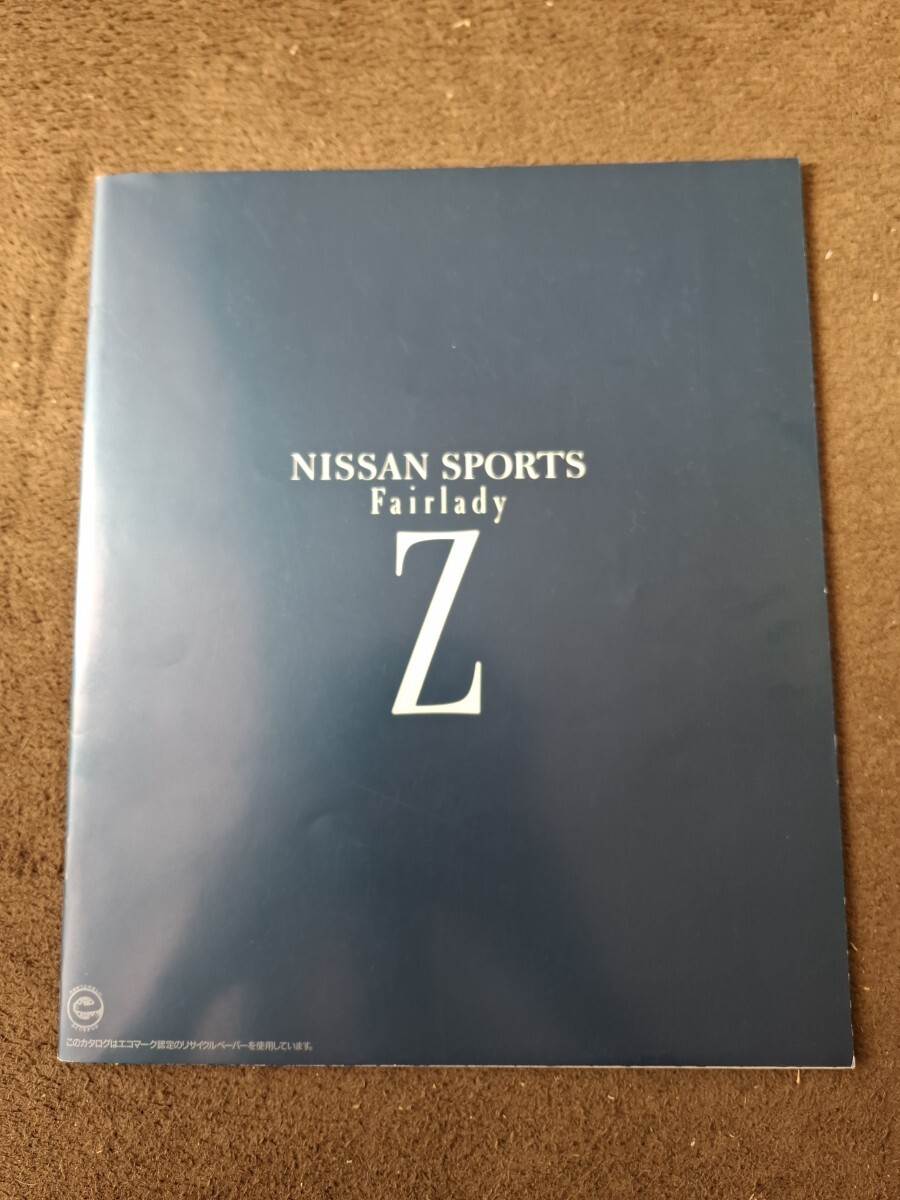 NISSAN SPORTS
Fairlady
Z
このカタログはエコマーク認定のリサイクルペーパーを使用しています。